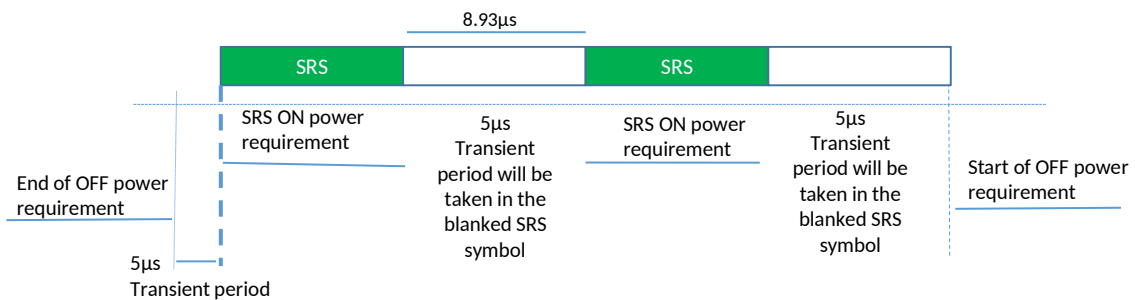 8.93µs
SRS
SRS
SRS ON power
requirement
5µs
Transient
period will be
taken in the
blanked SRS
symbol
SRS ON power
requirement
5µs
Transient
period will be
taken in the
blanked SRS
symbol
End of OFF power
requirement
Start of OFF power
requirement
5µs
Transient period